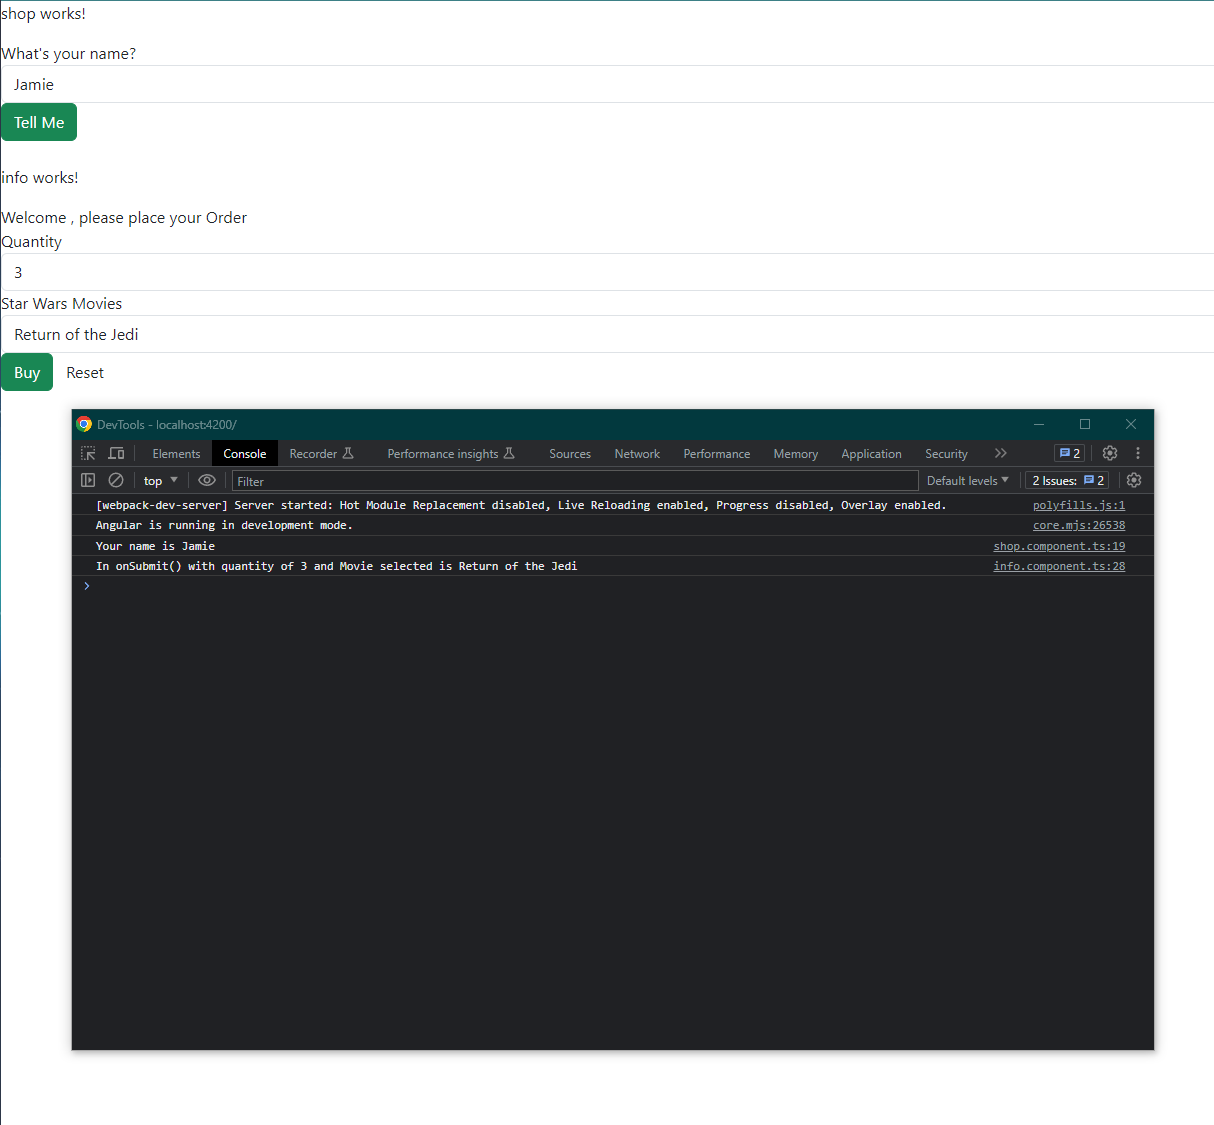 shop works!
What's your name?
Jamie
Tell Me
info works!
Welcome , please place your Order
Quantity
3
Star Wars Movies
Return of the Jedi
Buy Reset
DevTools - localhost:4200/
Elements Console Recorder Performance insights Sources Network Performance Memory Application Security 2
top Filter Default levels 2 Issues: 2
[webpack-dev-server] Server started: Hot Module Replacement disabled, Live Reloading enabled, Progress disabled, Overlay enabled. polyfills.js:1
Angular is running in development mode. core.mjs:26538
Your name is Jamie shop.component.ts:19
In onSubmit() with quantity of 3 and Movie selected is Return of the Jedi info.component.ts:28